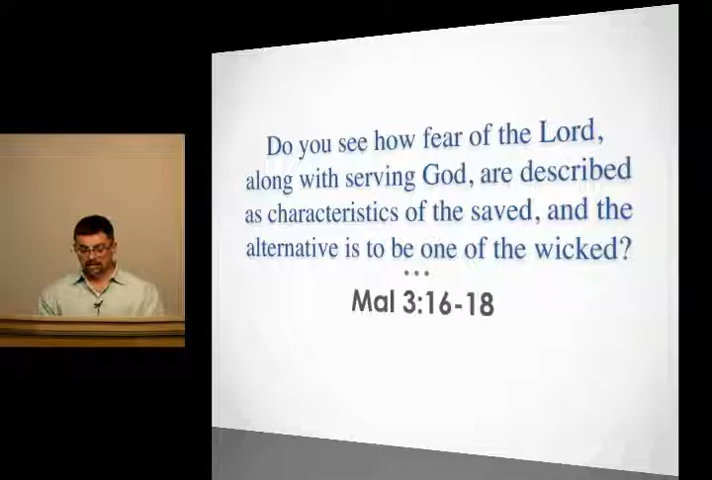 Do you see how fear of the Lord,
along with serving God, are described
as characteristics of the saved, and the
alternative is to be one of the wicked?
...
Mal 3:16-18